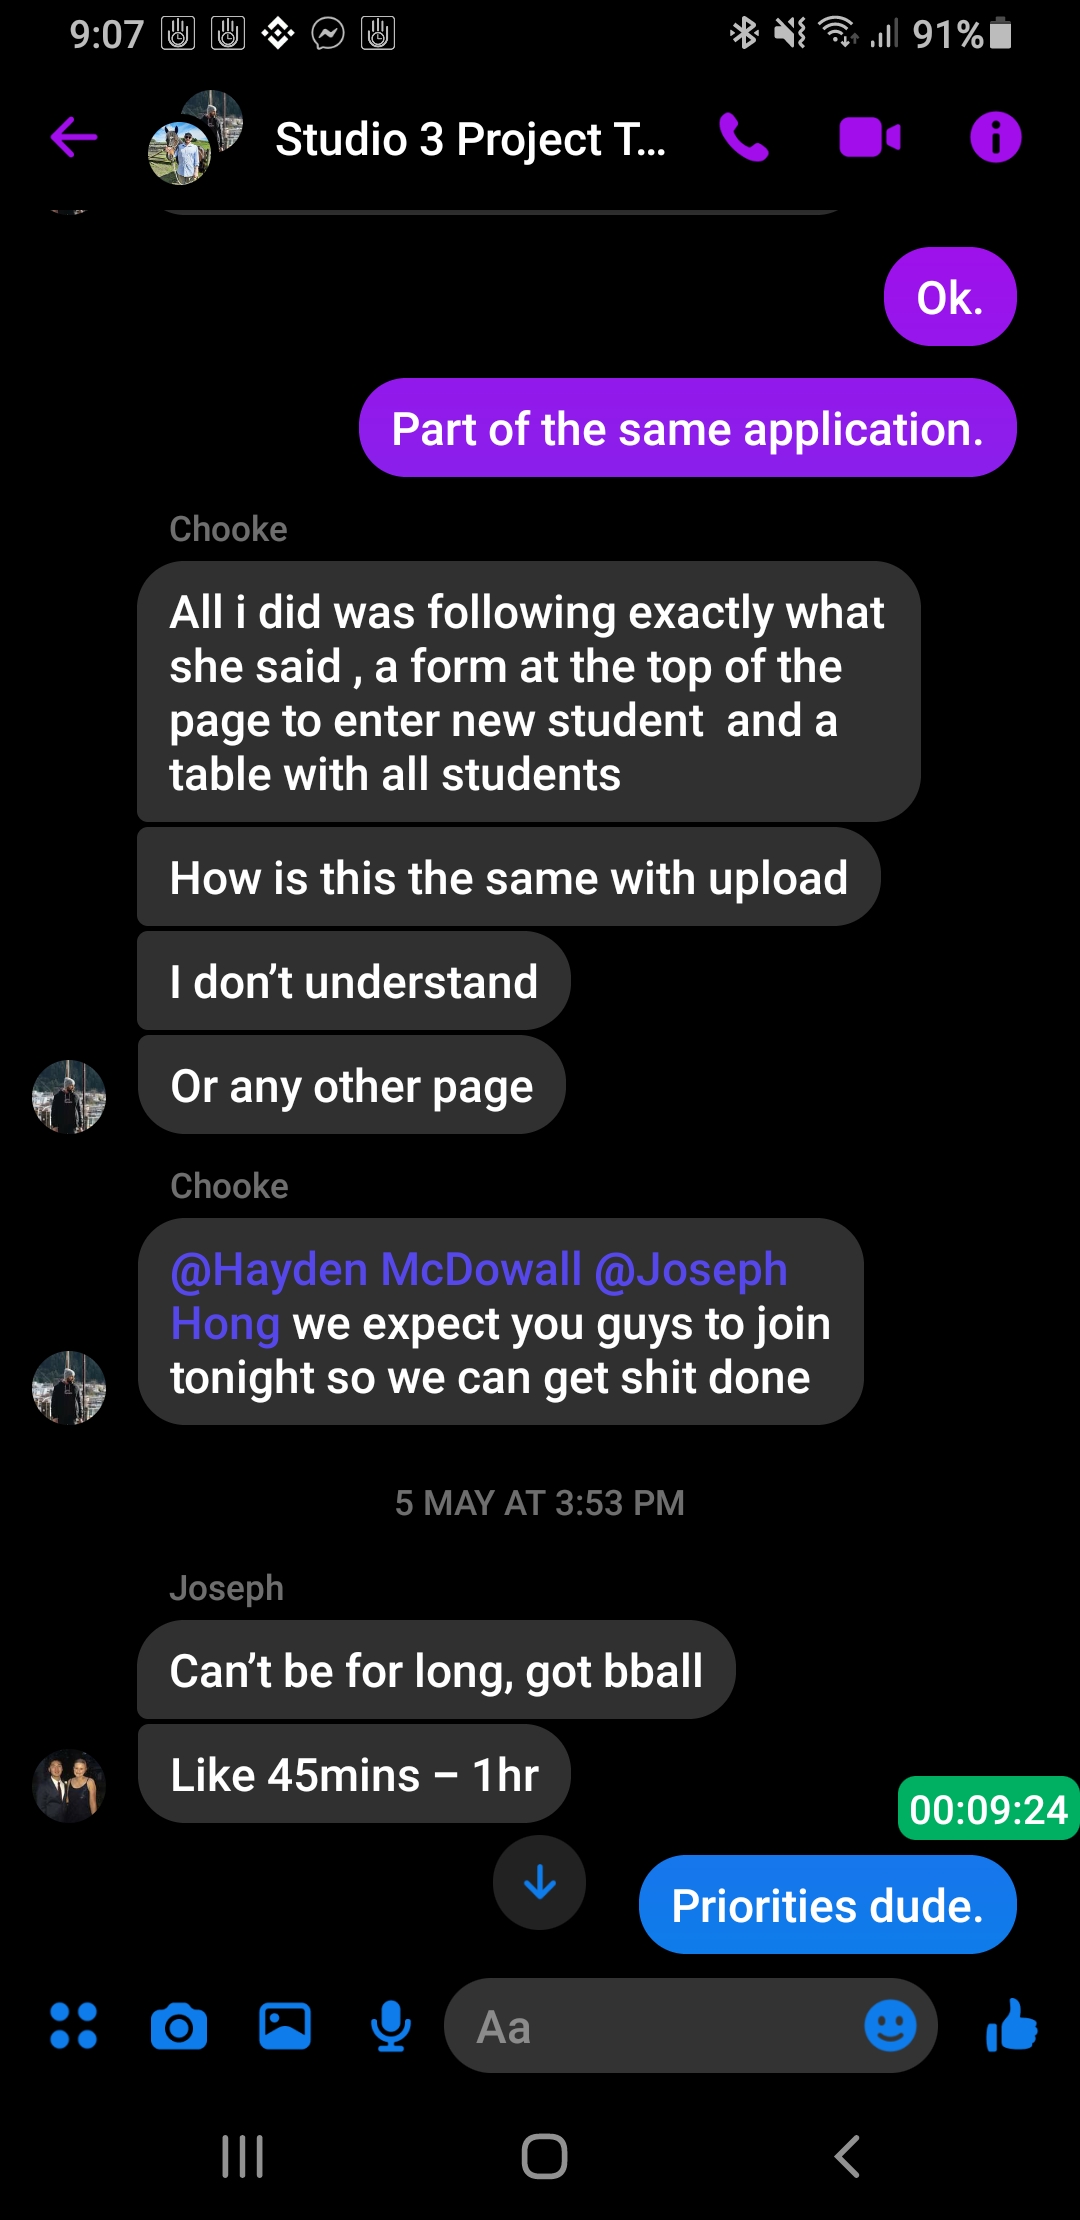 9:07
91%
Studio 3 Project T...
Ok.
Part of the same application.
Chooke
All i did was following exactly what
she said , a form at the top of the
page to enter new student  and a
table with all students
How is this the same with upload
I don’t understand
Or any other page
Chooke
@Hayden McDowall @Joseph
Hong we expect you guys to join
tonight so we can get shit done
5 MAY AT 3:53 PM
Joseph
Can’t be for long, got bball
Like 45mins – 1hr
00:09:24
Priorities dude.
Aa